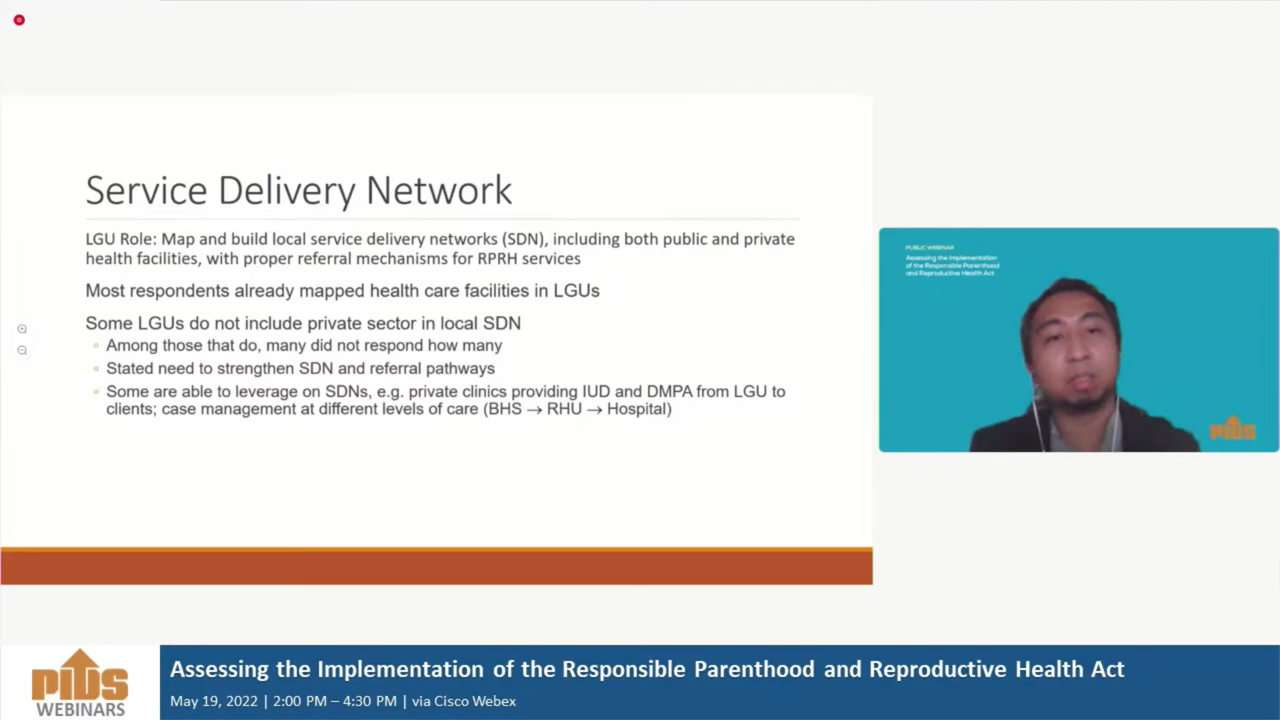 Service Delivery Network
LGU Role: Map and build local service delivery networks (SDN), including both public and private
health facilities, with proper referral mechanisms for RPRH services
Most respondents already mapped health care facilities in LGUs
Some LGUs do not include private sector in local SDN
Among those that do, many did not respond how many
Stated need to strengthen SDN and referral pathways
Some are able to leverage on SDNs, e.g. private clinics providing IUD and DMPA from LGU to
clients; case management at different levels of care (BHS → RHU → Hospital)
PUBLIC WEBINAR
Assessing the Implementation
of the Responsible Parenthood
and Reproductive Health Act
PIDS
PIDS
WEBINARS
Assessing the Implementation of the Responsible Parenthood and Reproductive Health Act
May 19, 2022 | 2:00 PM – 4:30 PM | via Cisco Webex